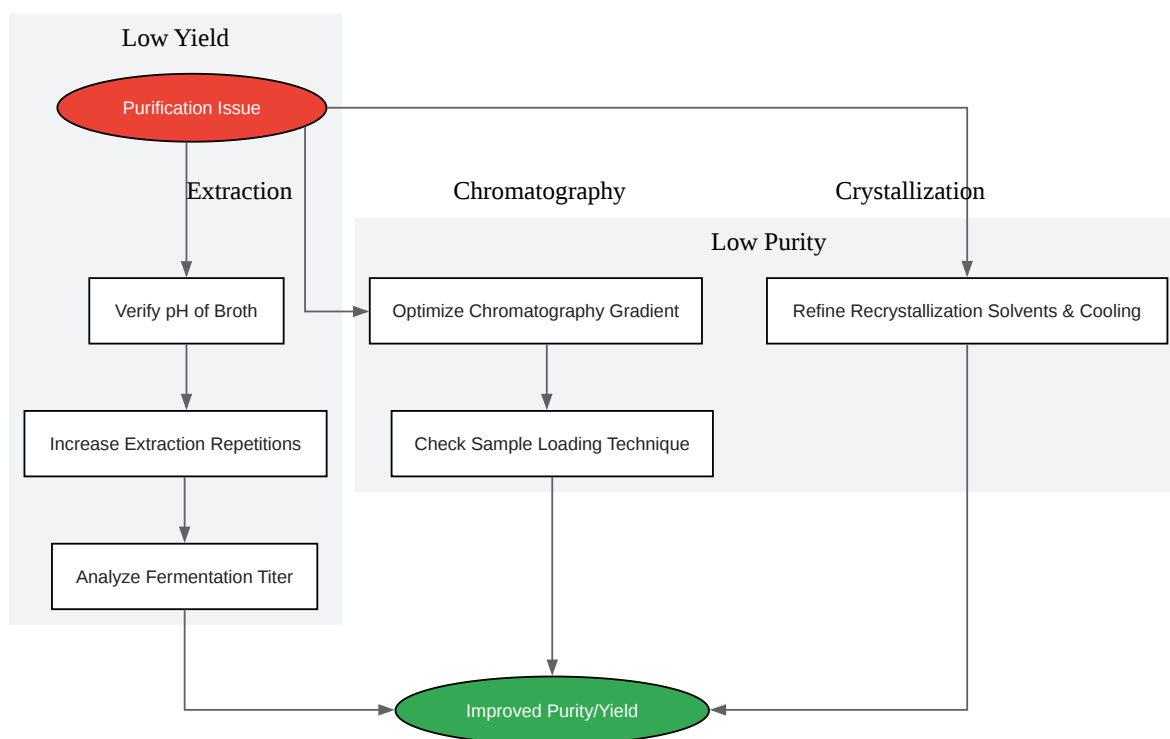 Low Yield
Purification Issue
Extraction
Chromatography
Crystallization
Low Purity
Verify pH of Broth
Optimize Chromatography Gradient
Refine Recrystallization Solvents & Cooling
Increase Extraction Repetitions
Check Sample Loading Technique
Analyze Fermentation Titer
Improved Purity/Yield